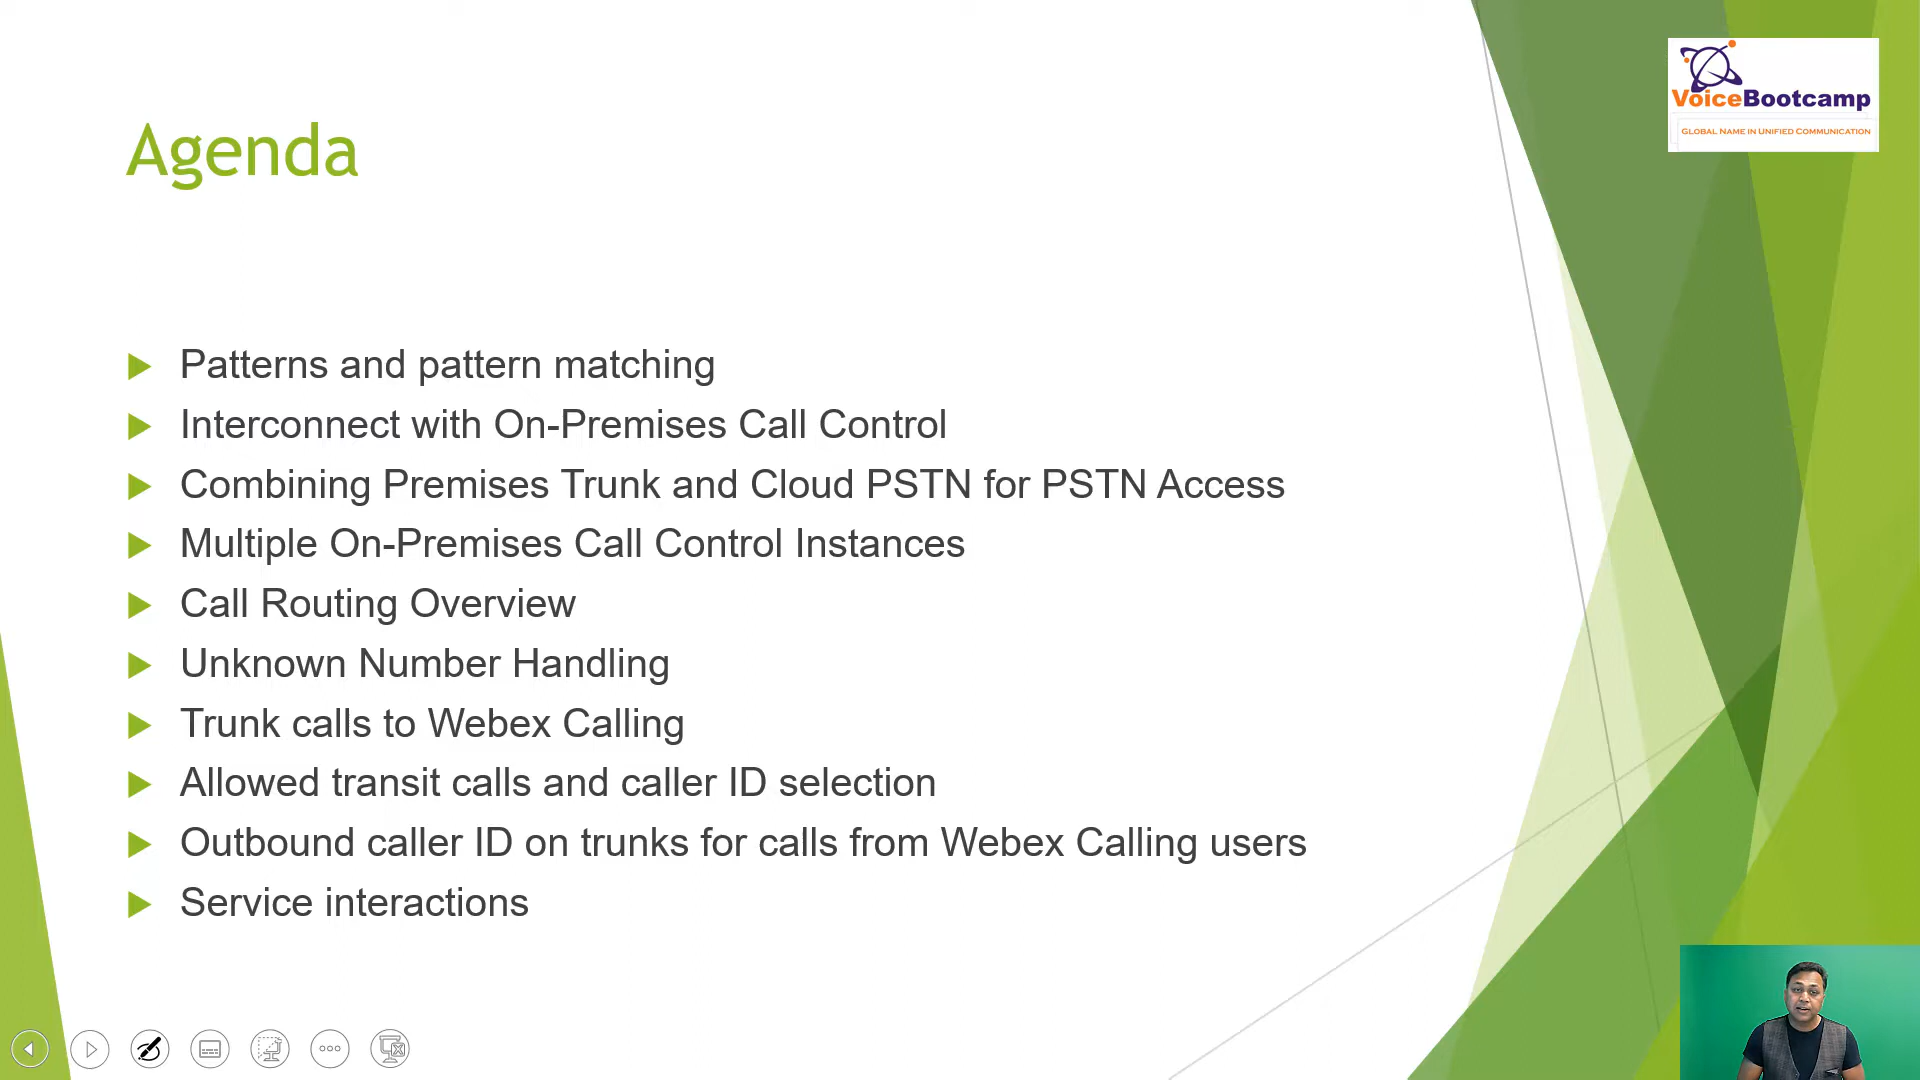 VoiceBootcamp
GLOBAL NAME IN UNIFIED COMMUNICATION
Agenda
Patterns and pattern matching
Interconnect with On-Premises Call Control
Combining Premises Trunk and Cloud PSTN for PSTN Access
Multiple On-Premises Call Control Instances
Call Routing Overview
Unknown Number Handling
Trunk calls to Webex Calling
Allowed transit calls and caller ID selection
Outbound caller ID on trunks for calls from Webex Calling users
Service interactions